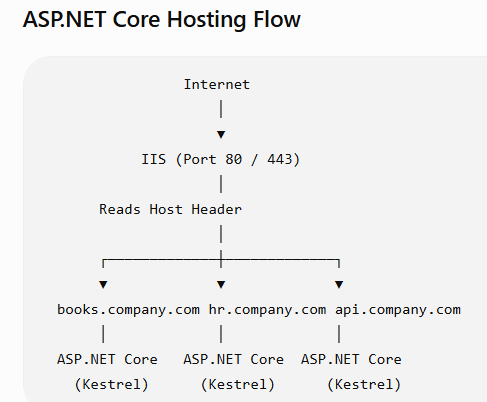 ASP.NET Core Hosting Flow
Internet
IIS (Port 80 / 443)
Reads Host Header
books.company.com hr.company.com api.company.com
ASP.NET Core ASP.NET Core ASP.NET Core
(Kestrel) (Kestrel) (Kestrel)